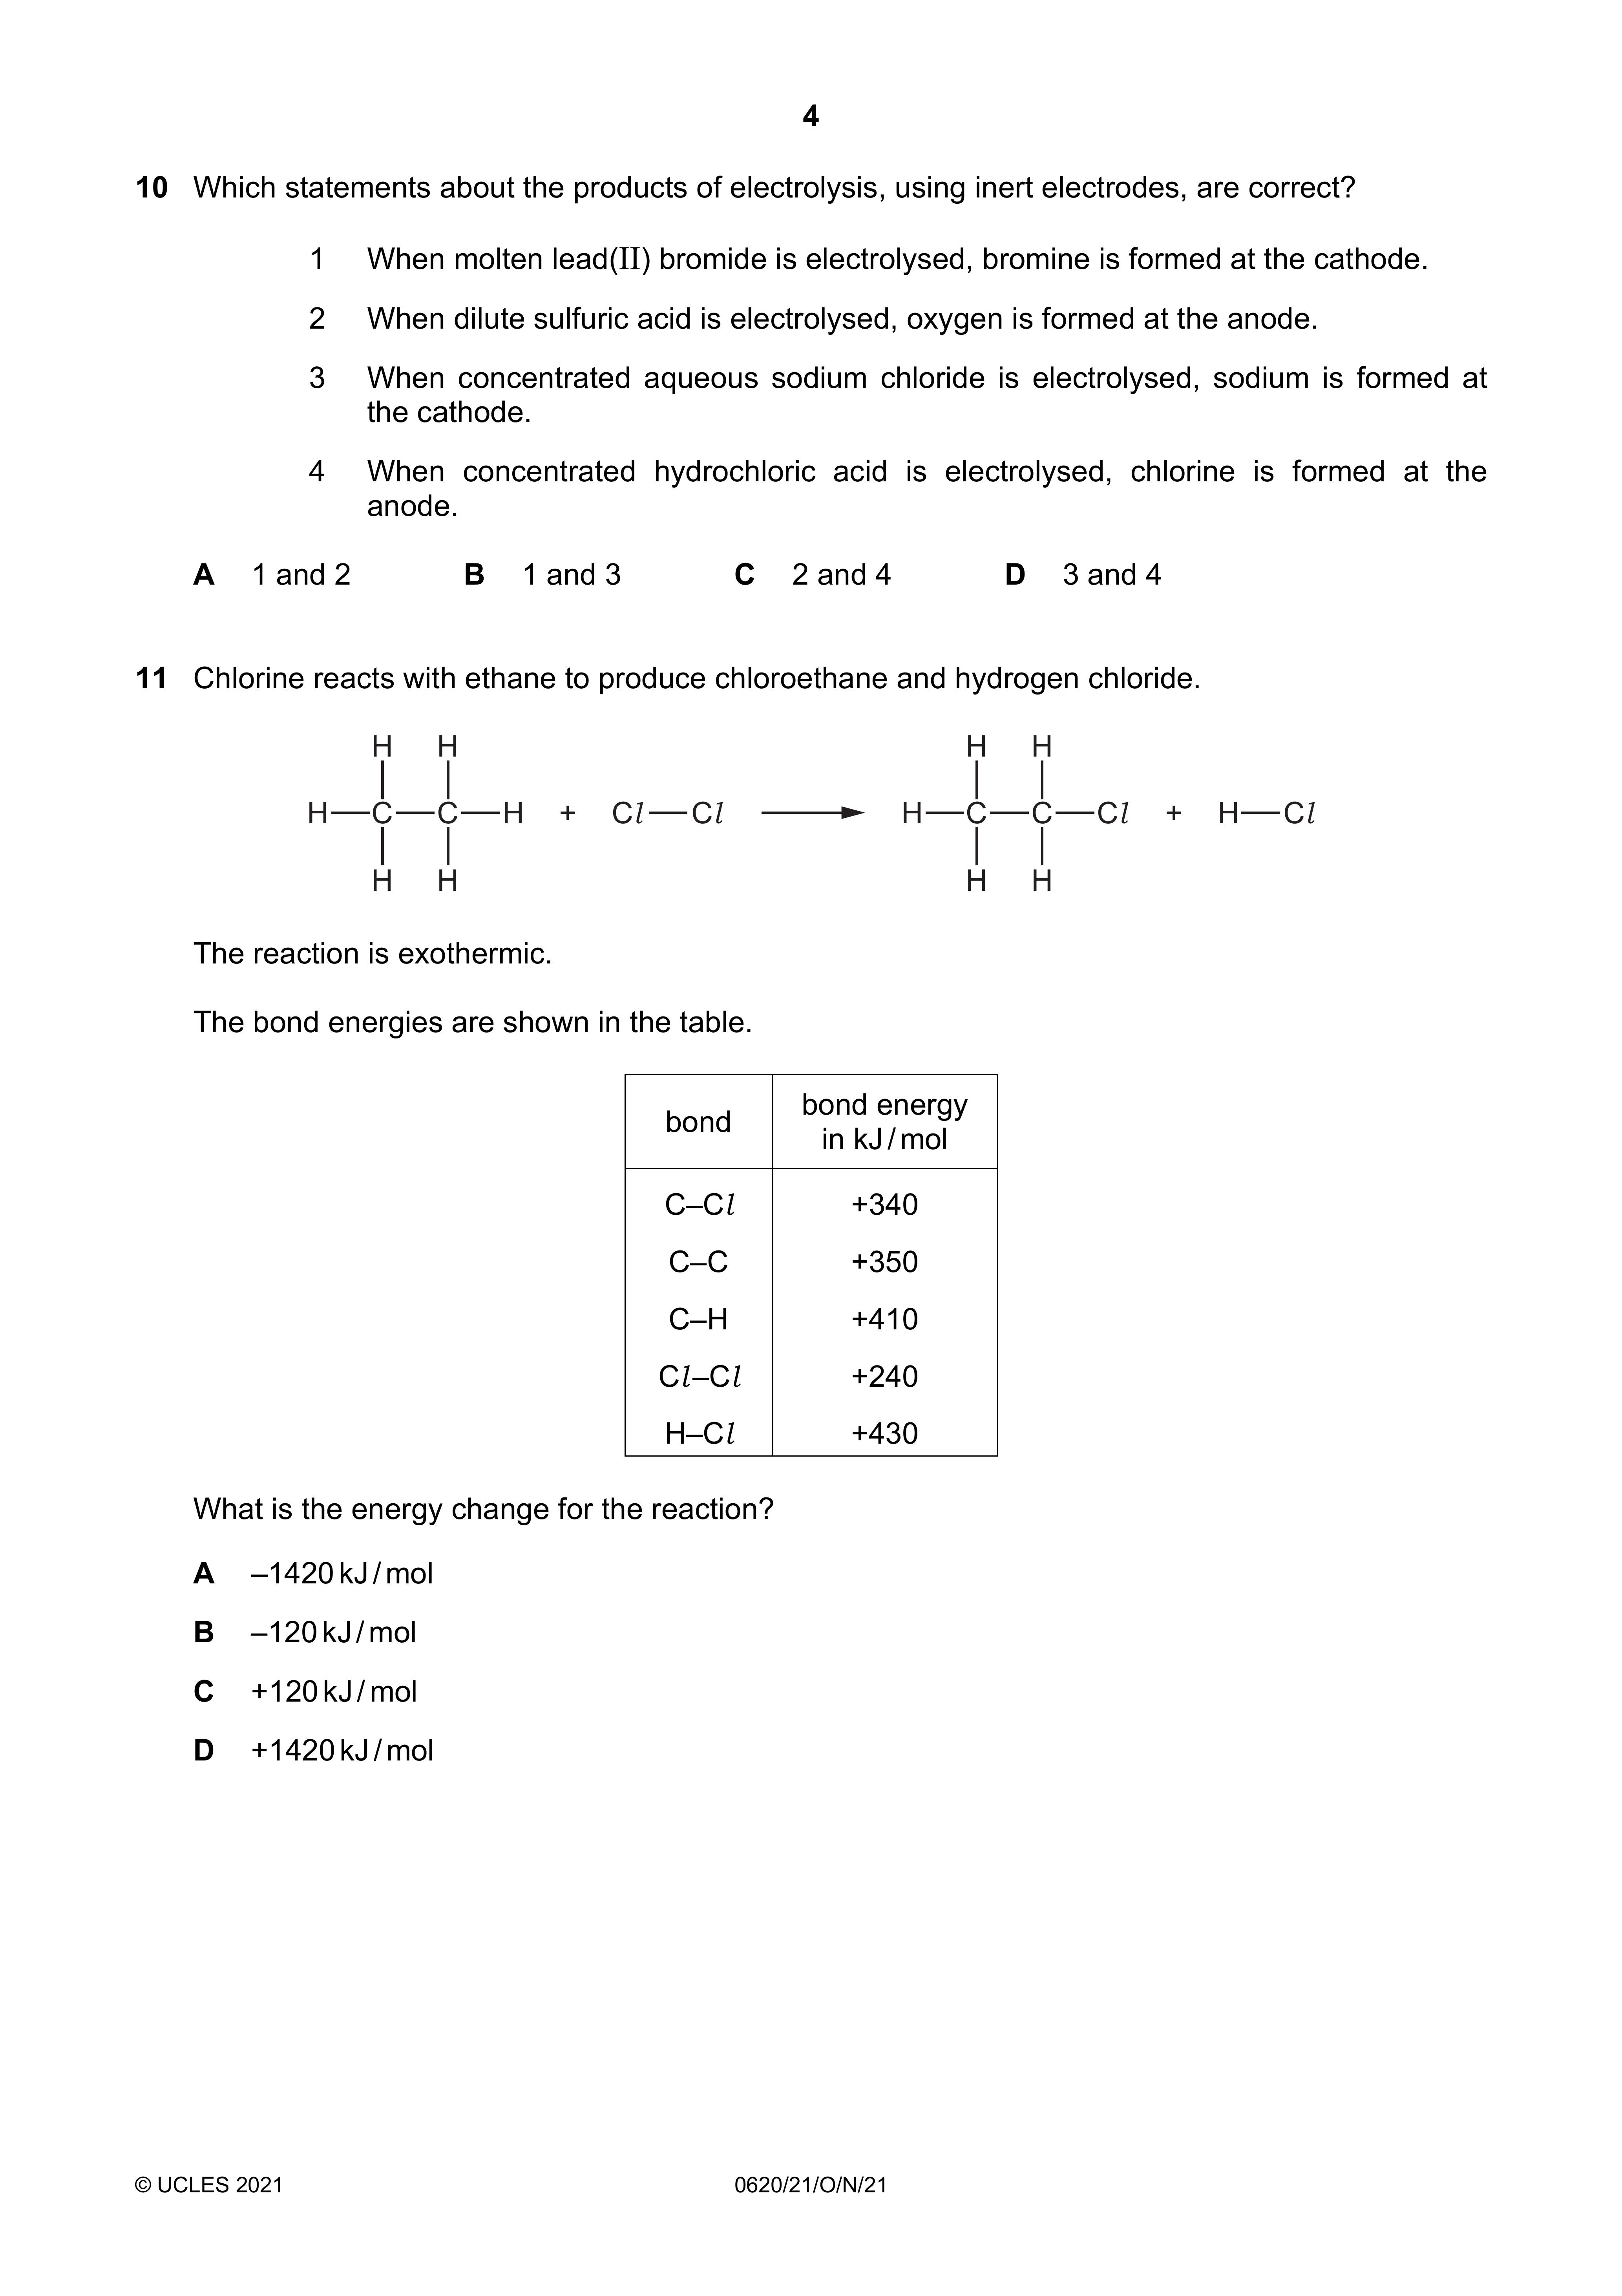 4
10 Which statements about the products of electrolysis, using inert electrodes, are correct?
1 When molten lead(II) bromide is electrolysed, bromine is formed at the cathode.
2 When dilute sulfuric acid is electrolysed, oxygen is formed at the anode.
3 When concentrated aqueous sodium chloride is electrolysed, sodium is formed at
the cathode.
4 When concentrated hydrochloric acid is electrolysed, chlorine is formed at the
anode.
A 1 and 2 B 1 and 3 C 2 and 4 D 3 and 4
11 Chlorine reacts with ethane to produce chloroethane and hydrogen chloride.
H H H H
H C C H + Cl Cl H C C Cl + H Cl
H H H H
The reaction is exothermic.
The bond energies are shown in the table.
bond bond energy
in kJ/mol
C–Cl +340
C–C +350
C–H +410
Cl–Cl +240
H–Cl +430
What is the energy change for the reaction?
A –1420 kJ/mol
B –120 kJ/mol
C +120 kJ/mol
D +1420 kJ/mol
© UCLES 2021 0620/21/O/N/21